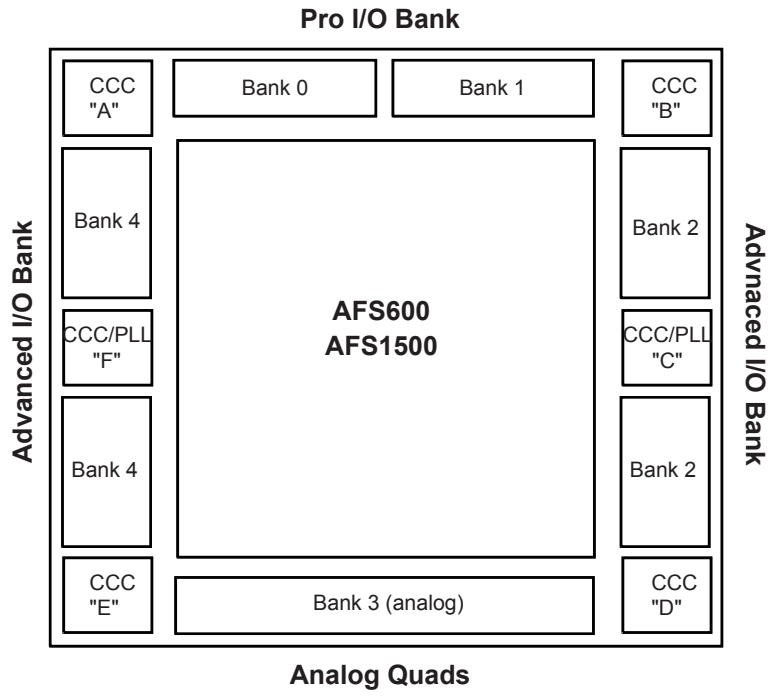 Pro I/O Bank
CCC
"A"
Bank 0
Bank 1
CCC
"B"
Bank 4
Bank 2
Advanced I/O Bank
AFS600
AFS1500
Advnaced I/O Bank
CCC/PLL
"F"
CCC/PLL
"C"
Bank 4
Bank 2
CCC
"E"
Bank 3 (analog)
CCC
"D"
Analog Quads